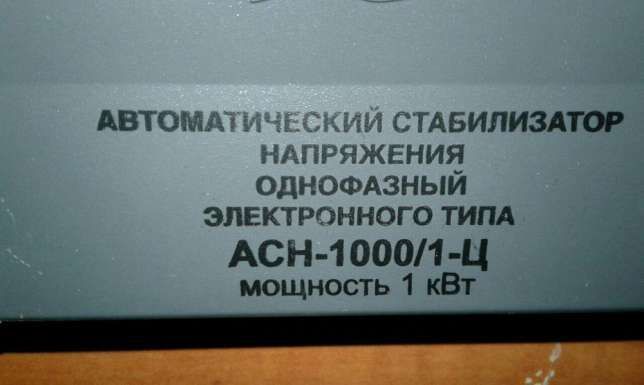 АВТОМАТИЧЕСКИЙ СТАБИЛИЗАТОР
НАПРЯЖЕНИЯ
ОДНОФАЗНЫЙ
ЭЛЕКТРОННОГО ТИПА
АСН-1000/1-Ц
МОЩНОСТЬ 1 кВт